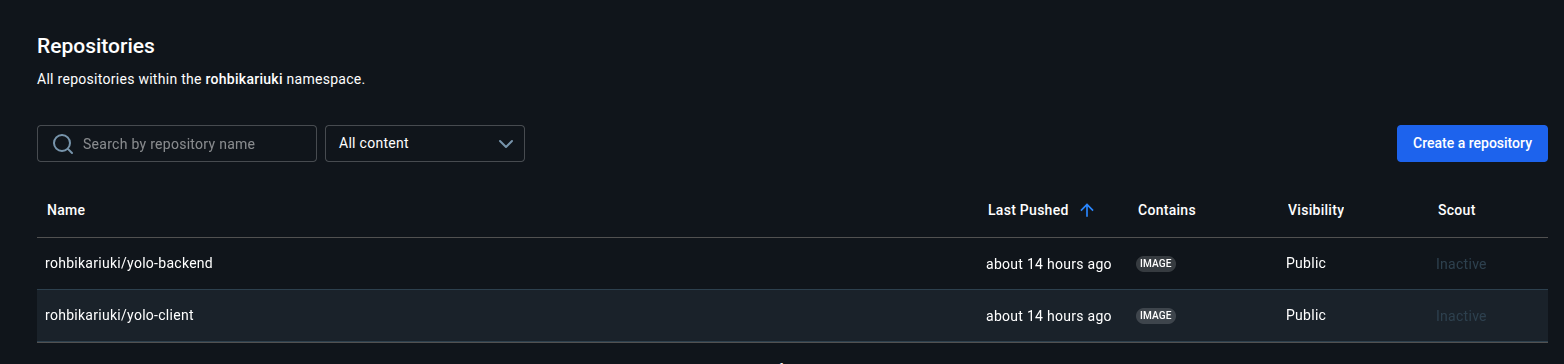 Repositories
All repositories within the rohbikariuki namespace.
Search by repository name All content Create a repository
Name Last Pushed Contains Visibility Scout
rohbikariuki/yolo-backend about 14 hours ago IMAGE Public Inactive
rohbikariuki/yolo-client about 14 hours ago IMAGE Public Inactive